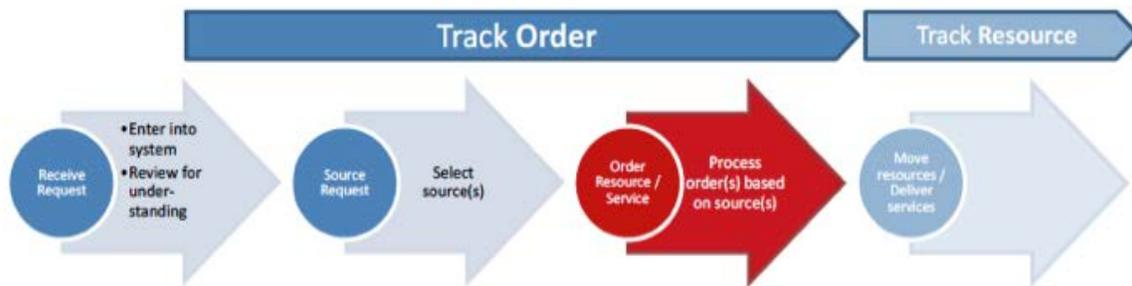 Track Order
Track Resource
Receive
Request
•Enter into
system
•Review for
under-
standing
Source
Request
Select
source(s)
Order
Resource /
Service
Process
order(s) based
on source(s)
Move
resources /
Deliver
services